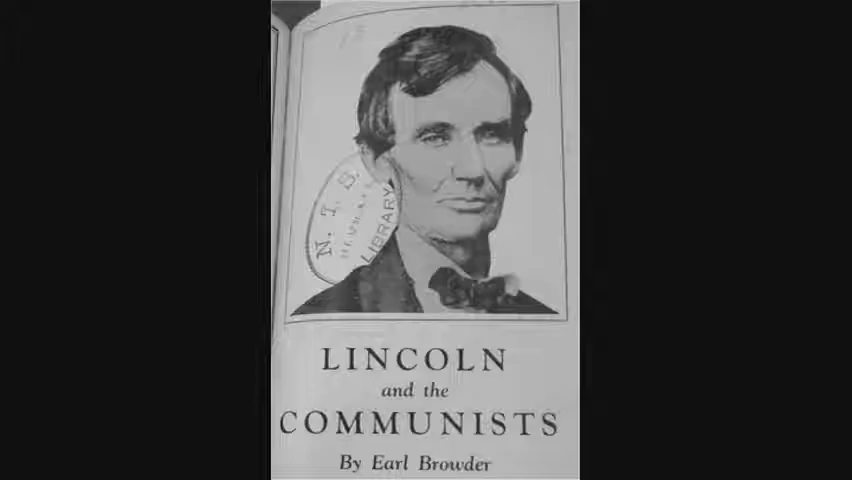 N. I. S.
LIBRARY
LINCOLN
and the
COMMUNISTS
By Earl Browder